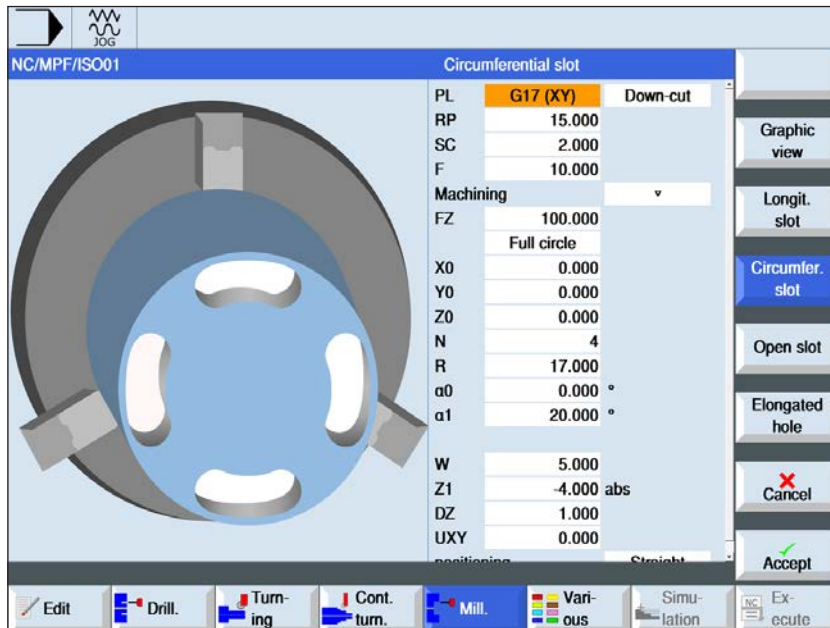 JOG
NC/MPF/ISO01
Circumferential slot
PL G17 (XY) Down-cut
RP 15.000
SC 2.000
F 10.000
Machining ▿
FZ 100.000
Full circle
X0 0.000
Y0 0.000
Z0 0.000
N 4
R 17.000
α0 0.000 °
α1 20.000 °
W 5.000
Z1 -4.000 abs
DZ 1.000
UXY 0.000
positioning Straight
Graphic
view
Longit.
slot
Circumfer.
slot
Open slot
Elongated
hole
Cancel
Accept
Edit
Drill.
Turn-
ing
Cont.
turn.
Mill.
Vari-
ous
Simu-
lation
NC
Ex-
ecute